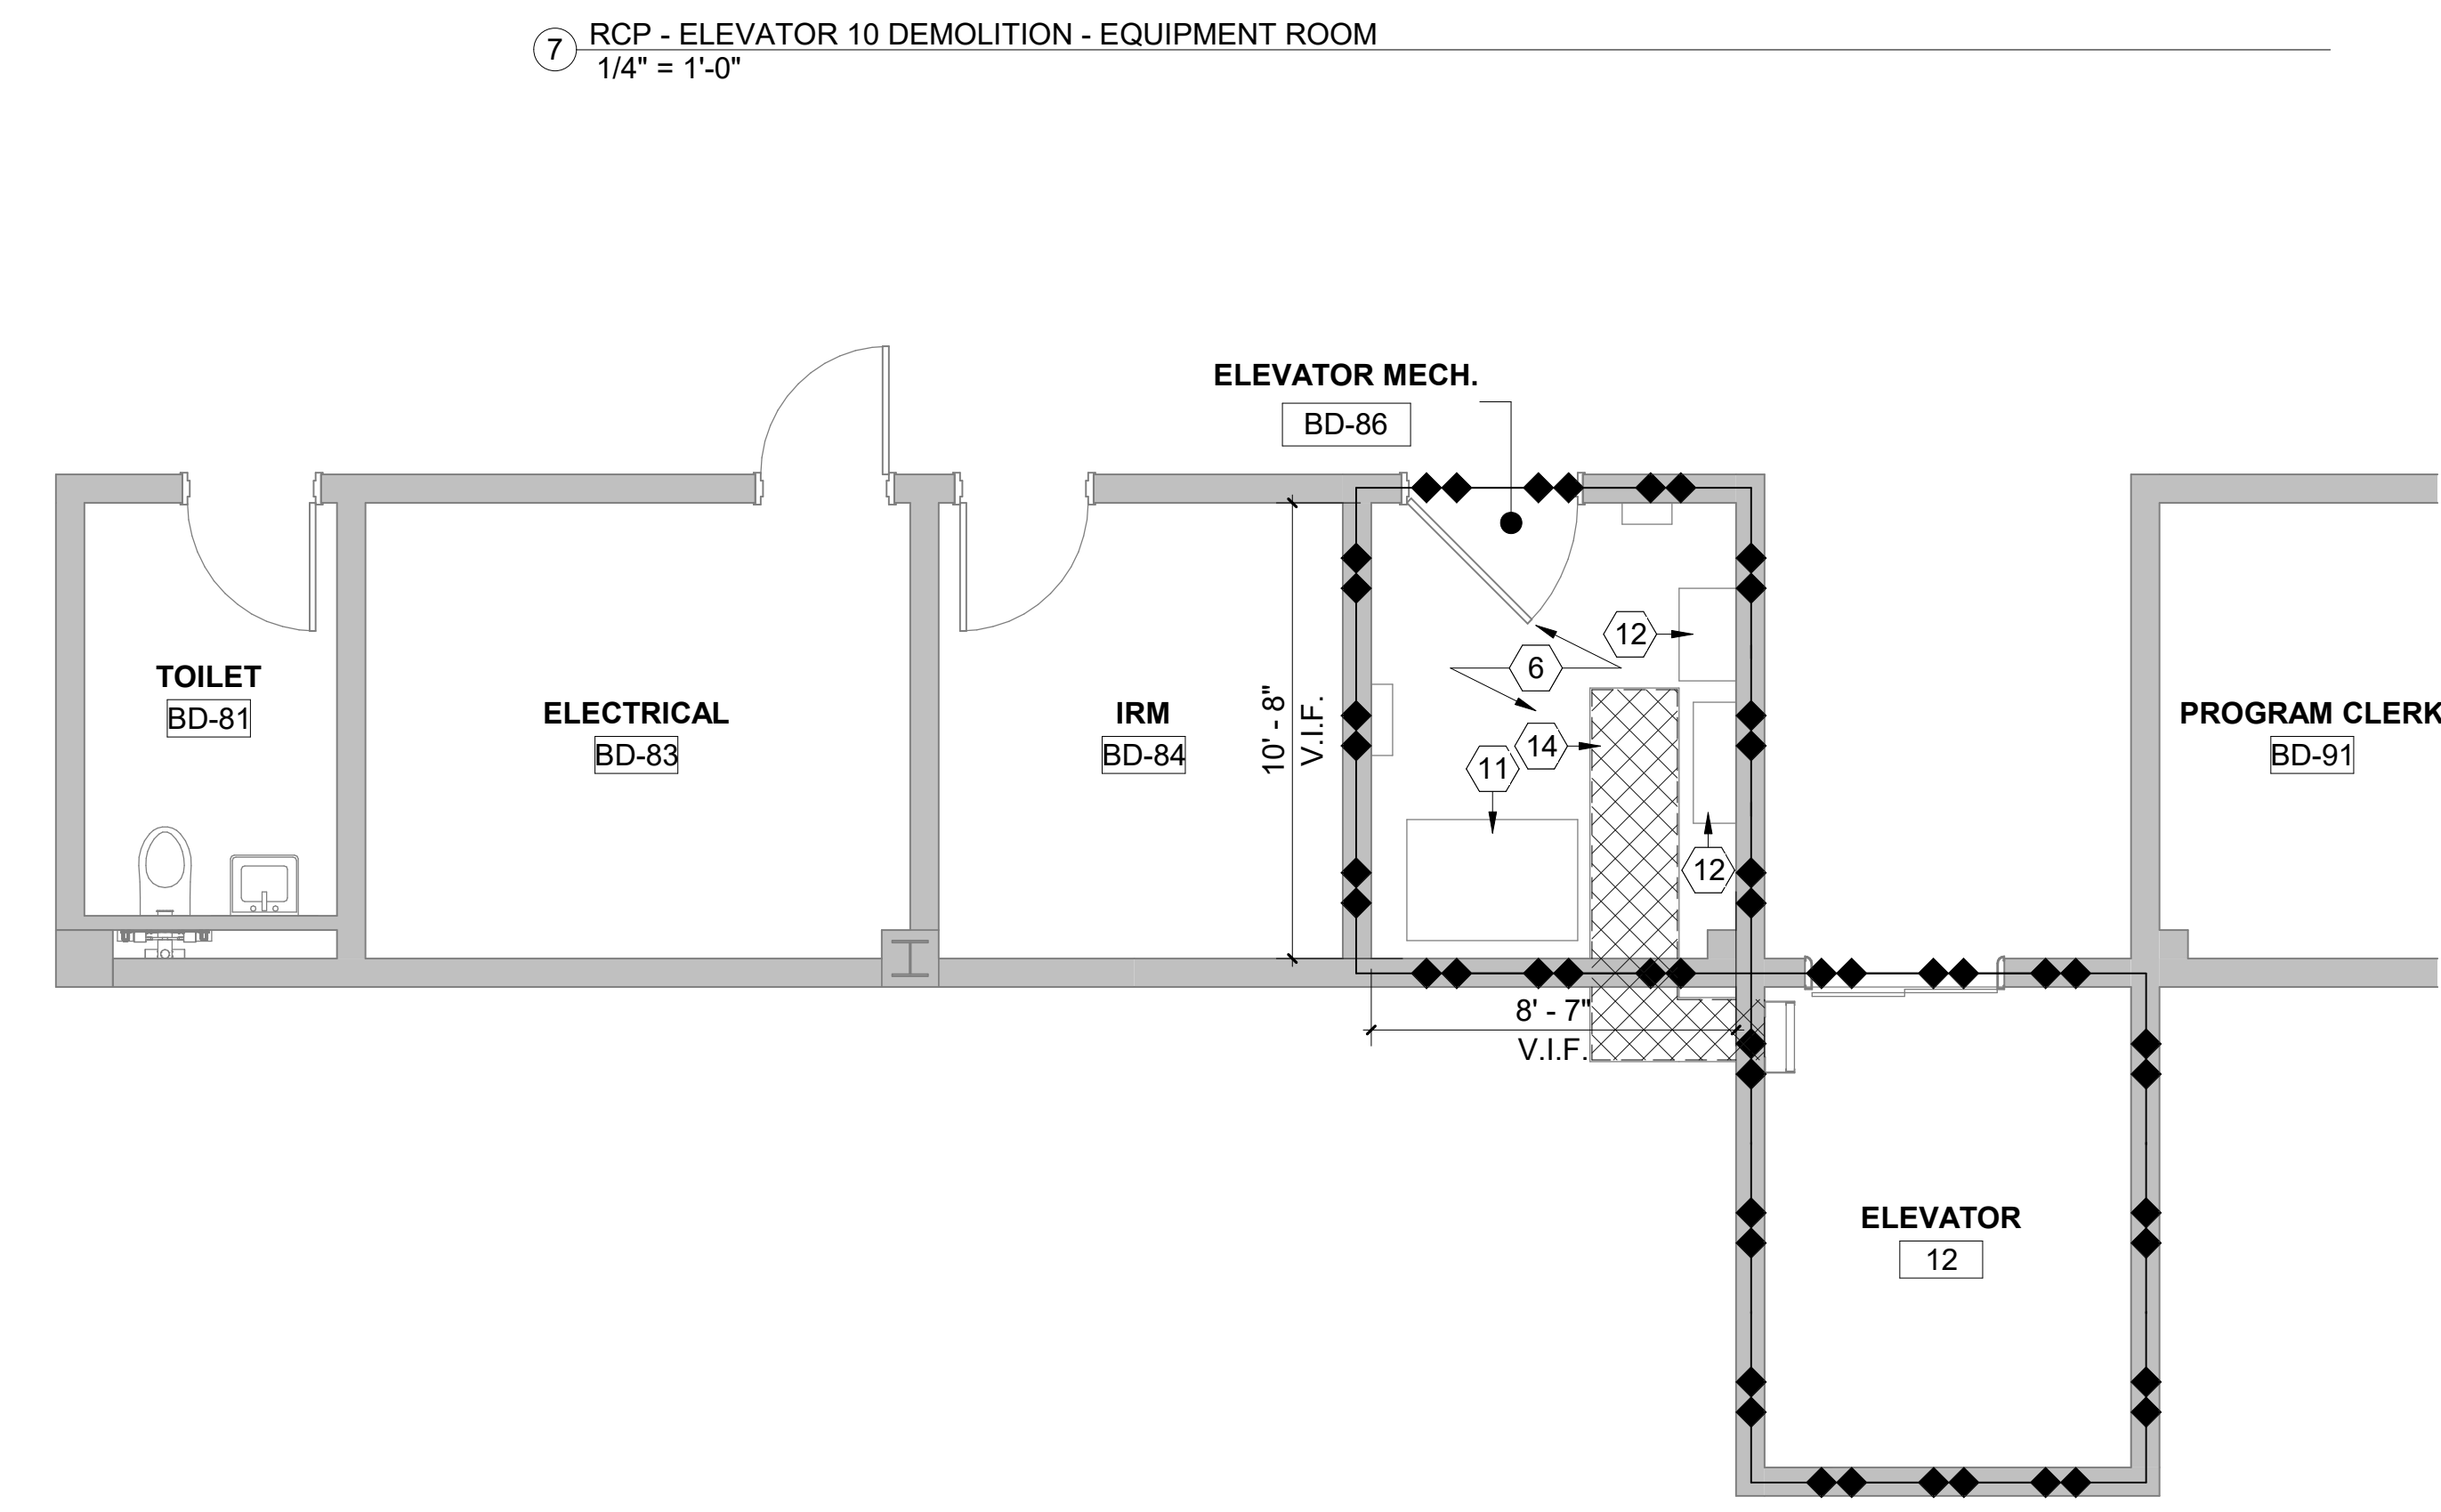 7
RCP - ELEVATOR 10 DEMOLITION - EQUIPMENT ROOM
1/4" = 1'-0"
ELEVATOR MECH.
BD-86
TOILET
BD-81
ELECTRICAL
BD-83
IRM
BD-84
10' - 8"
V.I.F.
12
6
14
11
12
8' - 7"
V.I.F.
PROGRAM CLERK
BD-91
ELEVATOR
12